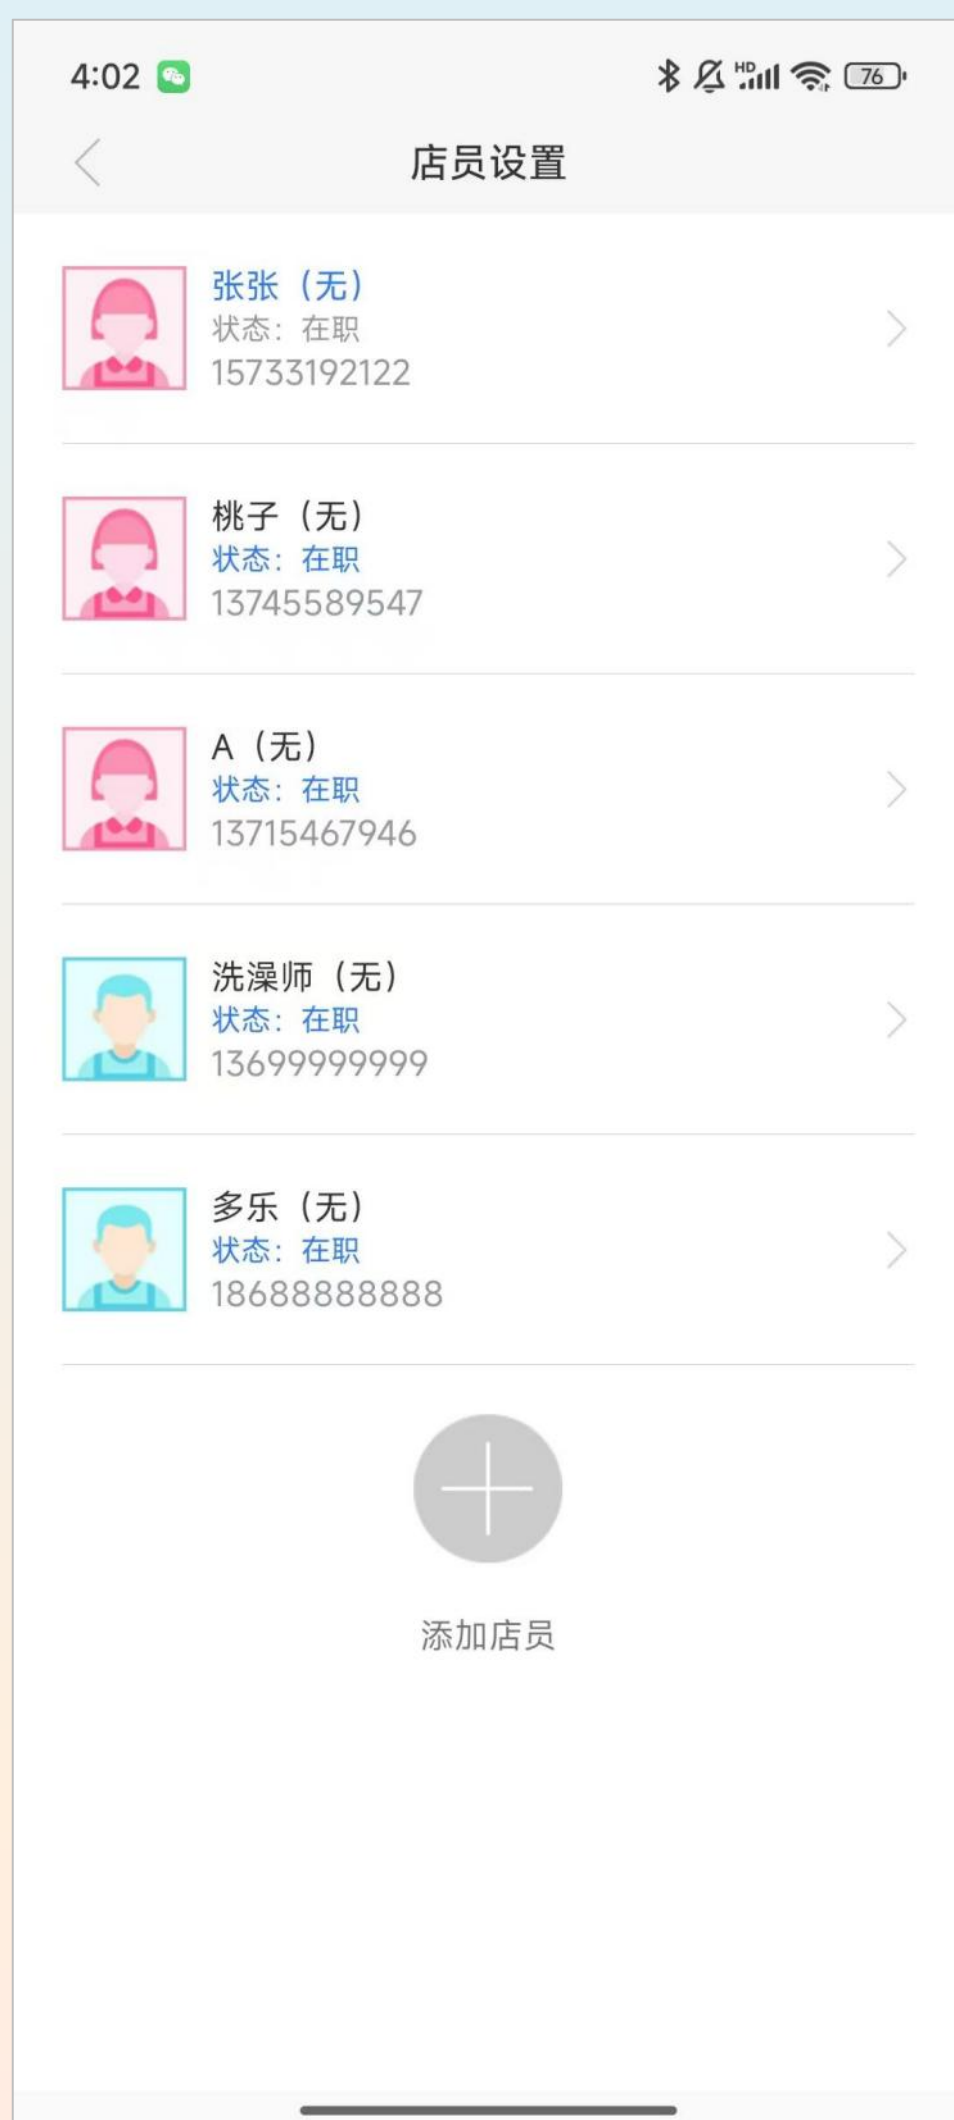 4:02
HD
76
店员设置
张张（无）
状态：在职
15733192122
桃子（无）
状态：在职
13745589547
A（无）
状态：在职
13715467946
洗澡师（无）
状态：在职
13699999999
多乐（无）
状态：在职
18688888888
添加店员